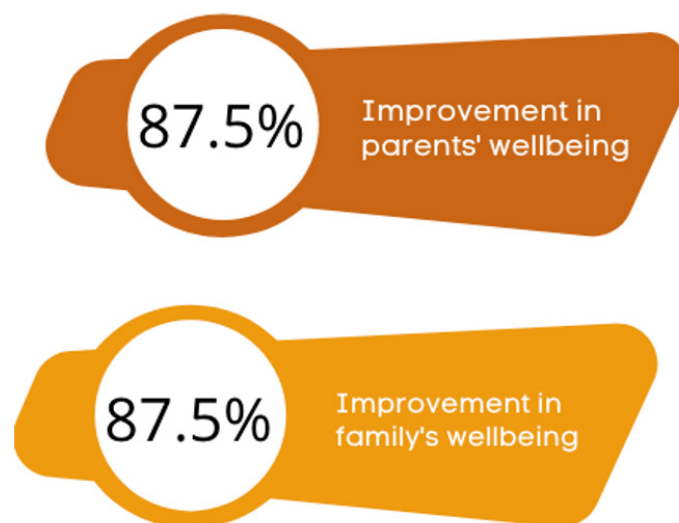 87.5%
Improvement in
parents' wellbeing
87.5%
Improvement in
family's wellbeing